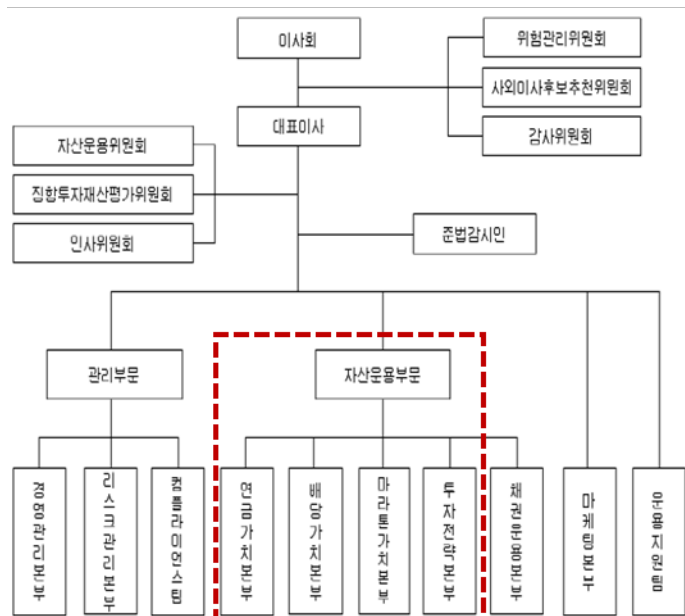 이사회
위험관리위원회
사외이사후보추천위원회
감사위원회
대표이사
자산운용위원회
집합투자재산평가위원회
인사위원회
준법감시인
관리부문
자산운용부문
경영관리본부
리스크관리본부
컴플라이언스팀
연금가치본부
배당가치본부
마라톤가치본부
투자전략본부
채권운용본부
마케팅본부
운용지원팀